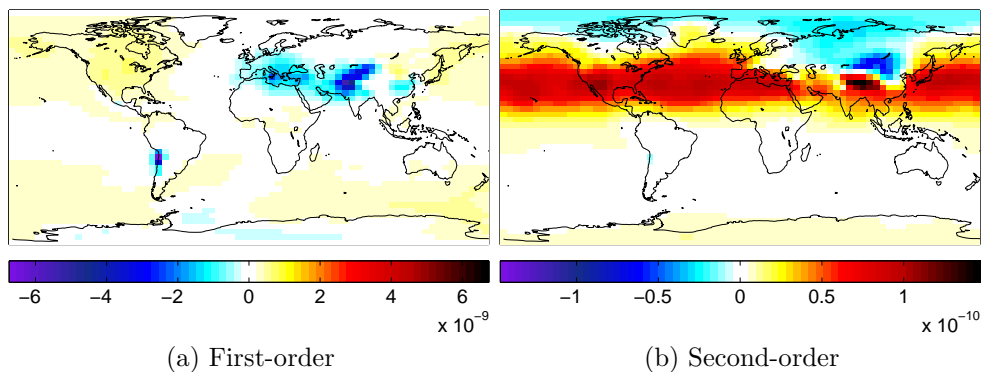 −6 −4 −2 0 2 4 6
x 10⁻⁹
(a) First-order
−1 −0.5 0 0.5 1
x 10⁻¹⁰
(b) Second-order